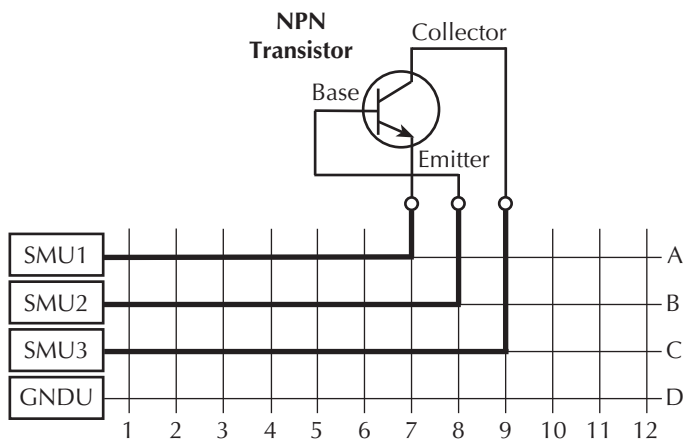 NPN
Transistor
Collector
Base
Emitter
SMU1
A
SMU2
B
SMU3
C
GNDU
D
1 2 3 4 5 6 7 8 9 10 11 12